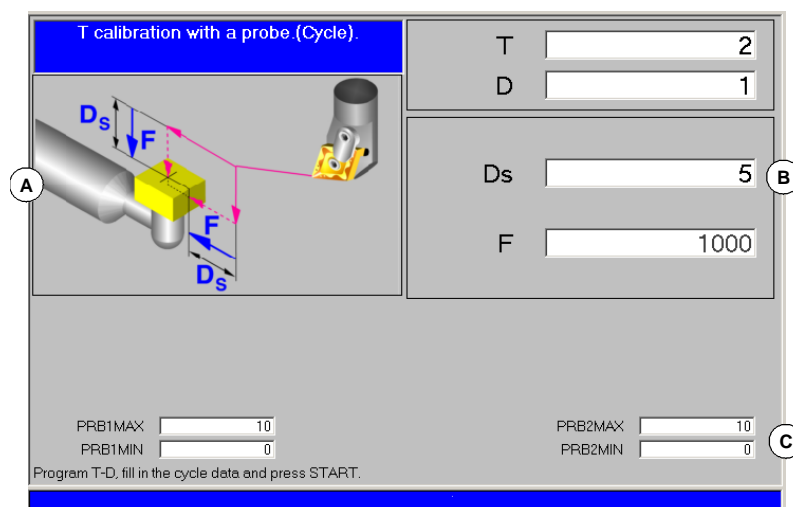 T calibration with a probe.(Cycle).
T 2
D 1
Ds
F
F
Ds
A
Ds 5
B
F 1000
PRB1MAX 10
PRB2MAX 10
PRB1MIN 0
PRB2MIN 0
C
Program T-D, fill in the cycle data and press START.